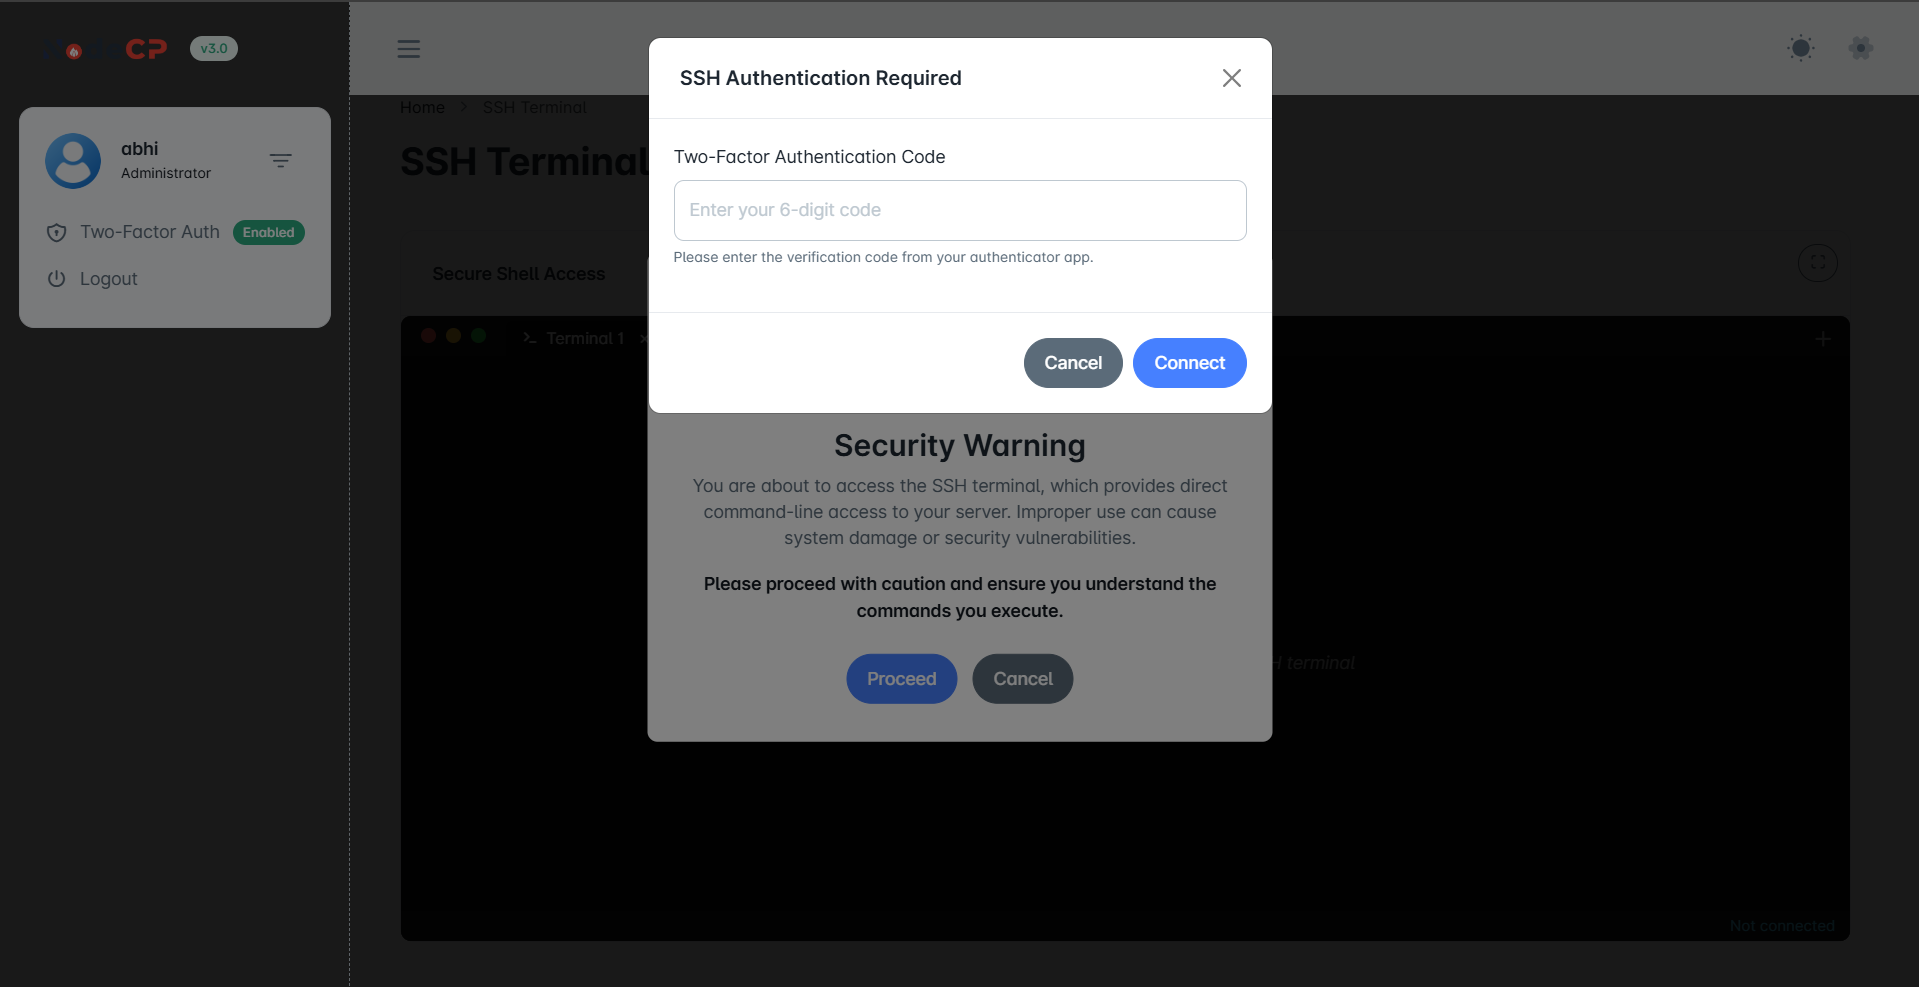 CP
v3.0
abhi
Administrator
Two-Factor Auth
Enabled
Logout
Home
SSH Terminal
SSH Terminal
Secure Shell Access
Terminal 1
SSH Authentication Required
Two-Factor Authentication Code
Enter your 6-digit code
Please enter the verification code from your authenticator app.
Cancel
Connect
Security Warning
You are about to access the SSH terminal, which provides direct
command-line access to your server. Improper use can cause
system damage or security vulnerabilities.
Please proceed with caution and ensure you understand the
commands you execute.
Proceed
Cancel
terminal
Not connected